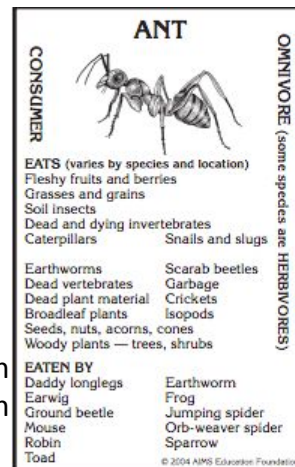 ANT
CONSUMER
OMNIVORE (some species are HERBIVORES)
EATS (varies by species and location)
Fleshy fruits and berries
Grasses and grains
Soil insects
Dead and dying invertebrates
Caterpillars Snails and slugs
Earthworms Scarab beetles
Dead vertebrates Garbage
Dead plant material Crickets
Broadleaf plants Isopods
Seeds, nuts, acorns, cones
Woody plants — trees, shrubs
EATEN BY
Daddy longlegs Earthworm
Earwig Frog
Ground beetle Jumping spider
Mouse Orb-weaver spider
Robin Sparrow
Toad
© 2004 AIMS Education Foundation